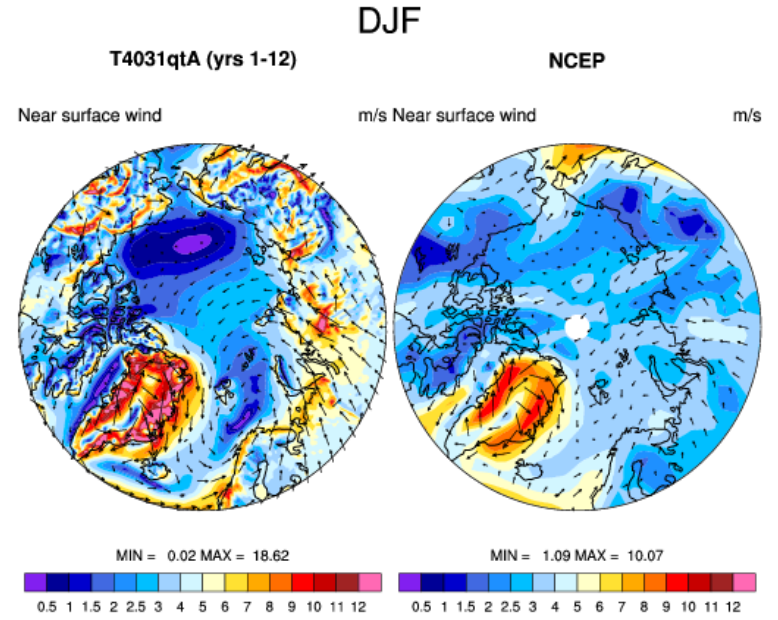 DJF
T4031qtA (yrs 1-12) NCEP
Near surface wind m/s Near surface wind m/s
MIN = 0.02 MAX = 18.62 MIN = 1.09 MAX = 10.07
0.5 1 1.5 2 2.5 3 4 5 6 7 8 9 10 11 12 0.5 1 1.5 2 2.5 3 4 5 6 7 8 9 10 11 12